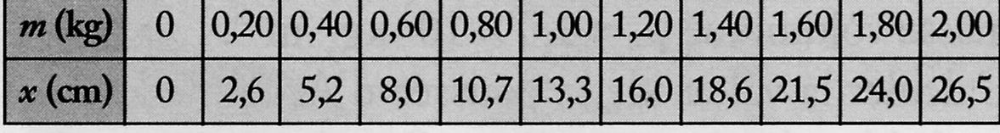 m (kg) 0 0,20 0,40 0,60 0,80 1,00 1,20 1,40 1,60 1,80 2,00
x (cm) 0 2,6 5,2 8,0 10,7 13,3 16,0 18,6 21,5 24,0 26,5